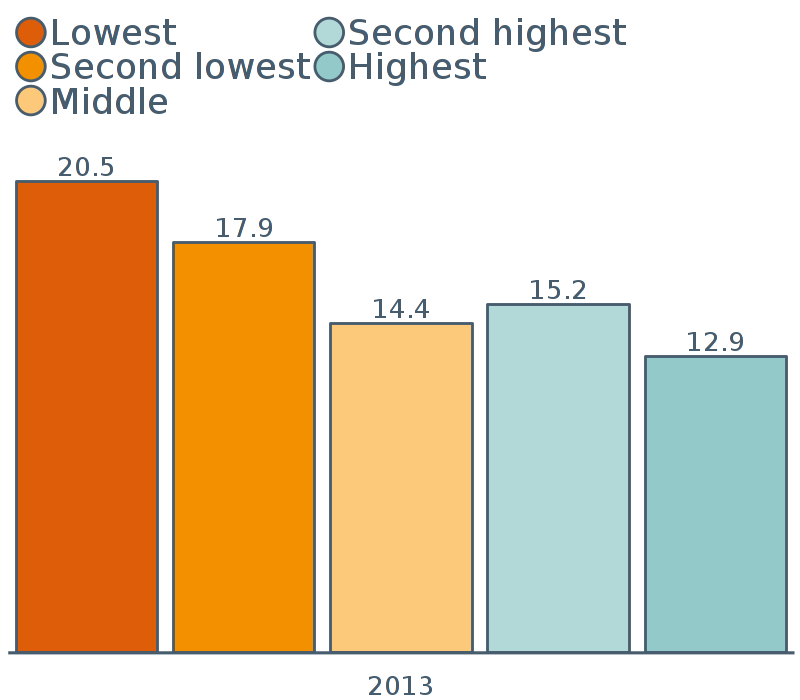 Lowest
Second lowest
Middle
Second highest
Highest
20.5
17.9
14.4
15.2
12.9
2013